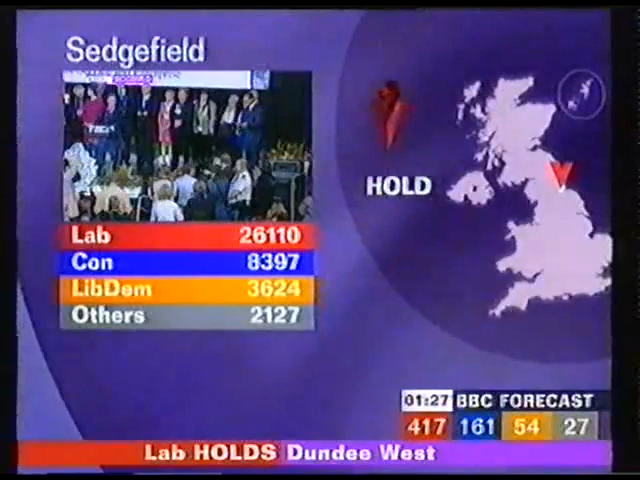 Sedgefield
HOLD
Lab 26110
Con 8397
LibDem 3624
Others 2127
01:27 BBC FORECAST
417 161 54 27
Lab HOLDS Dundee West